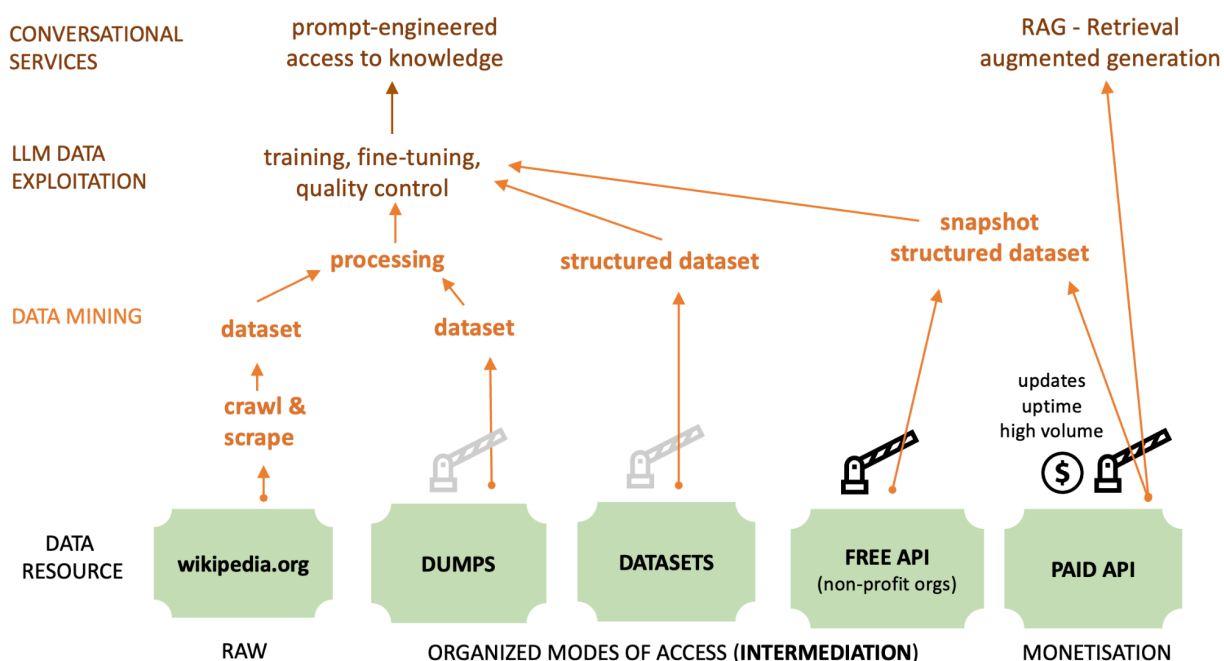 CONVERSATIONAL
SERVICES
prompt-engineered
access to knowledge
RAG - Retrieval
augmented generation
LLM DATA
EXPLOITATION
training, fine-tuning,
quality control
snapshot
structured dataset
processing
structured dataset
DATA MINING
dataset
dataset
crawl &
scrape
updates
uptime
high volume
$
DATA
RESOURCE
wikipedia.org
DUMPS
DATASETS
FREE API
(non-profit orgs)
PAID API
RAW
ORGANIZED MODES OF ACCESS (INTERMEDIATION)
MONETISATION